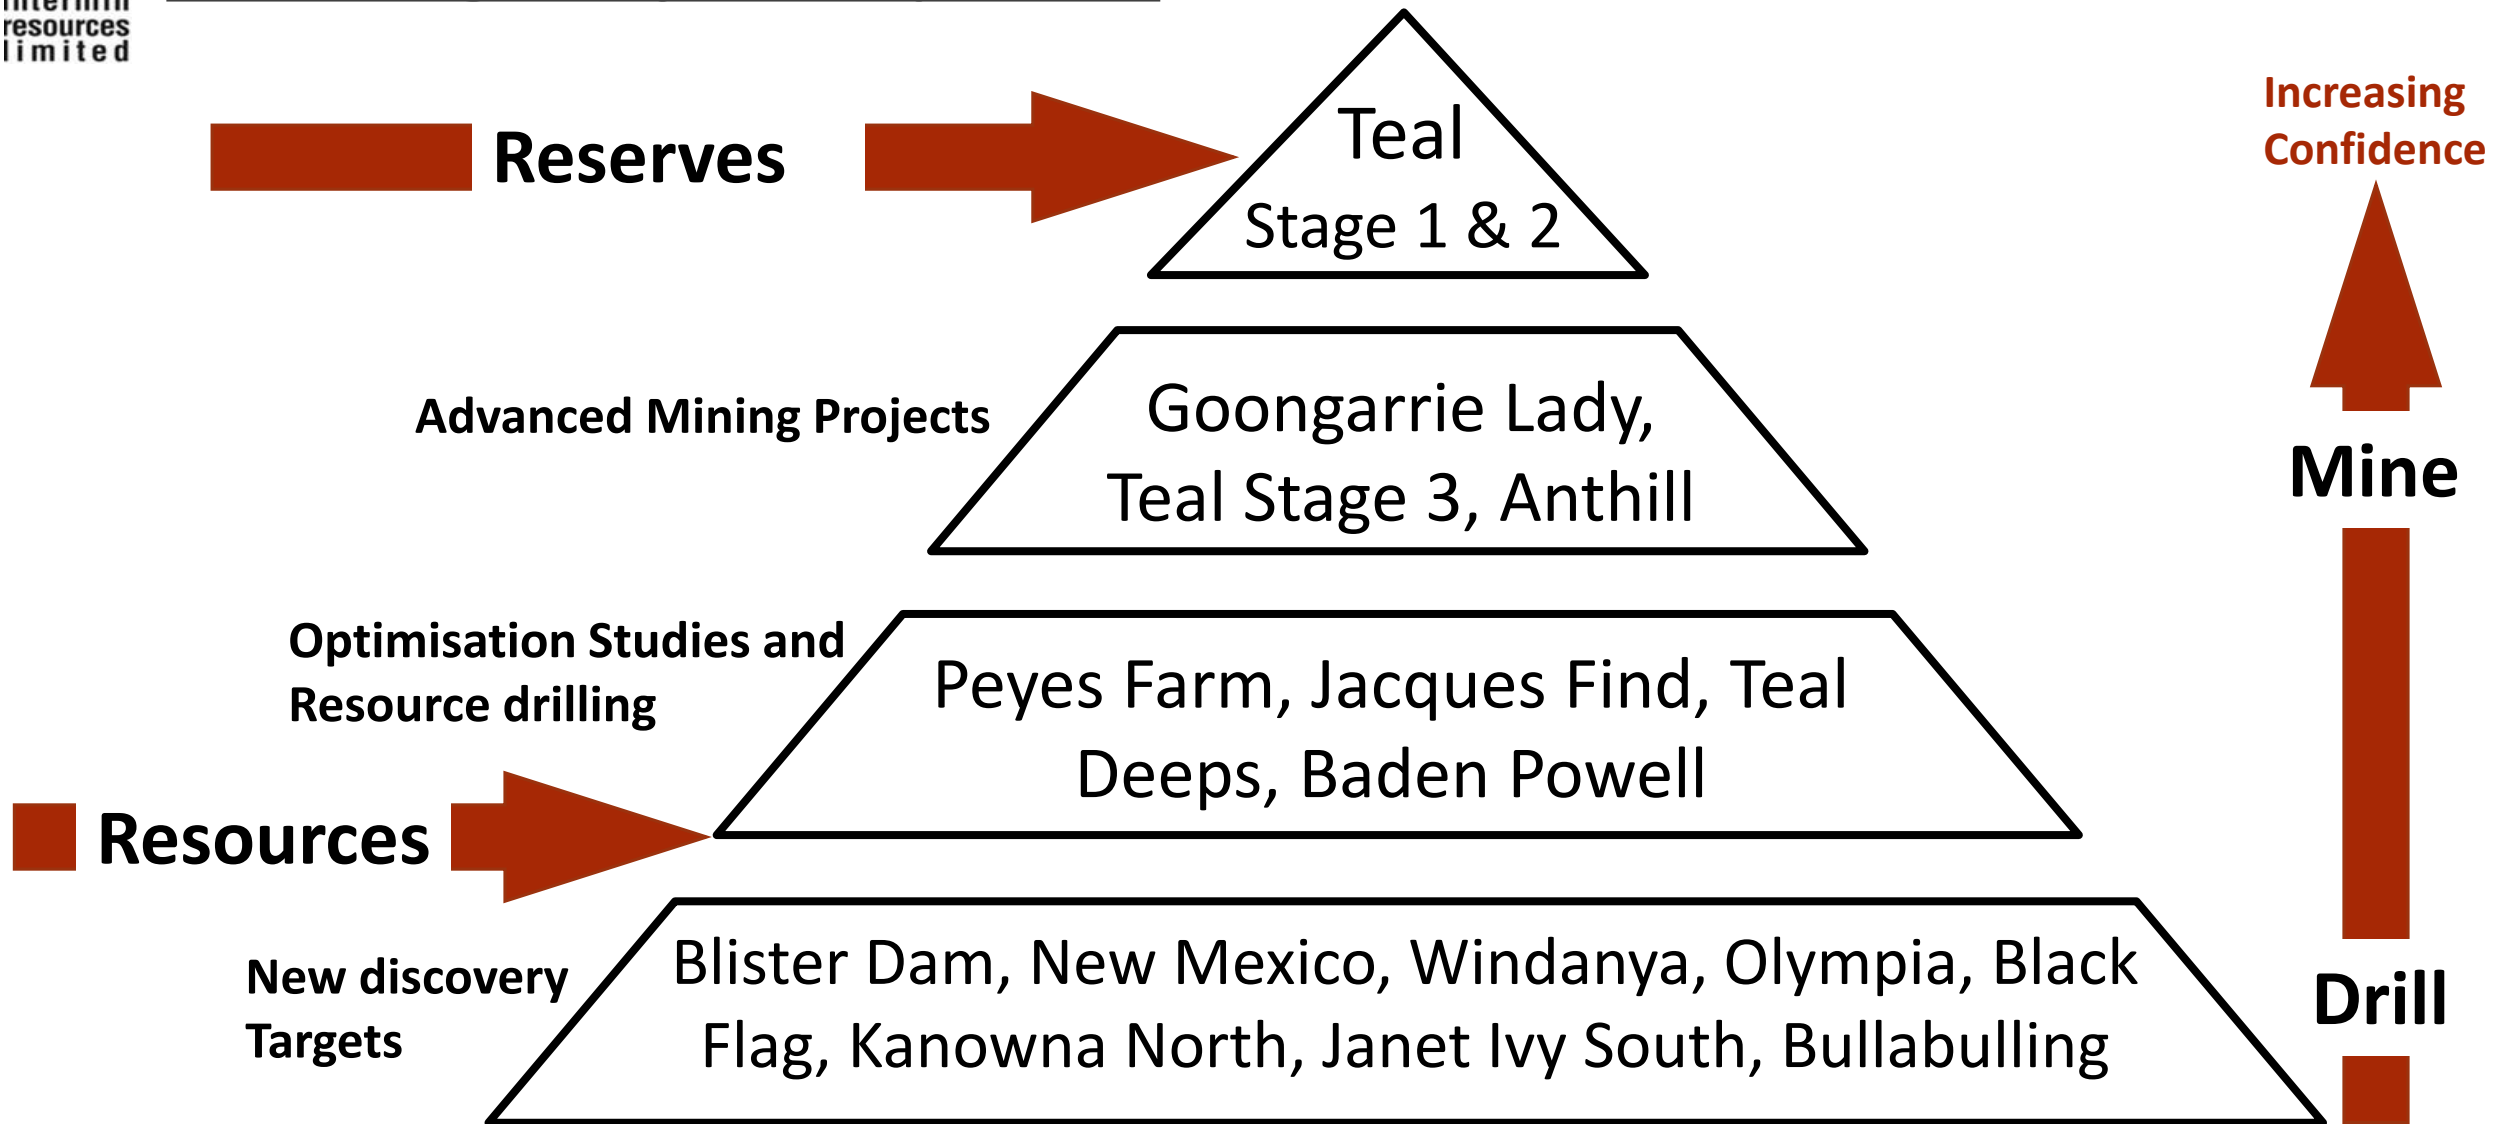 resources
limited
Increasing
Confidence
Reserves
Teal
Stage 1 & 2
Advanced Mining Projects
Goongarrie Lady,
Teal Stage 3, Anthill
Mine
Optimisation Studies and
Resource drilling
Peyes Farm, Jacques Find, Teal
Deeps, Baden Powell
Resources
New discovery
Targets
Blister Dam, New Mexico, Windanya, Olympia, Black
Flag, Kanowna North, Janet Ivy South, Bullabulling
Drill